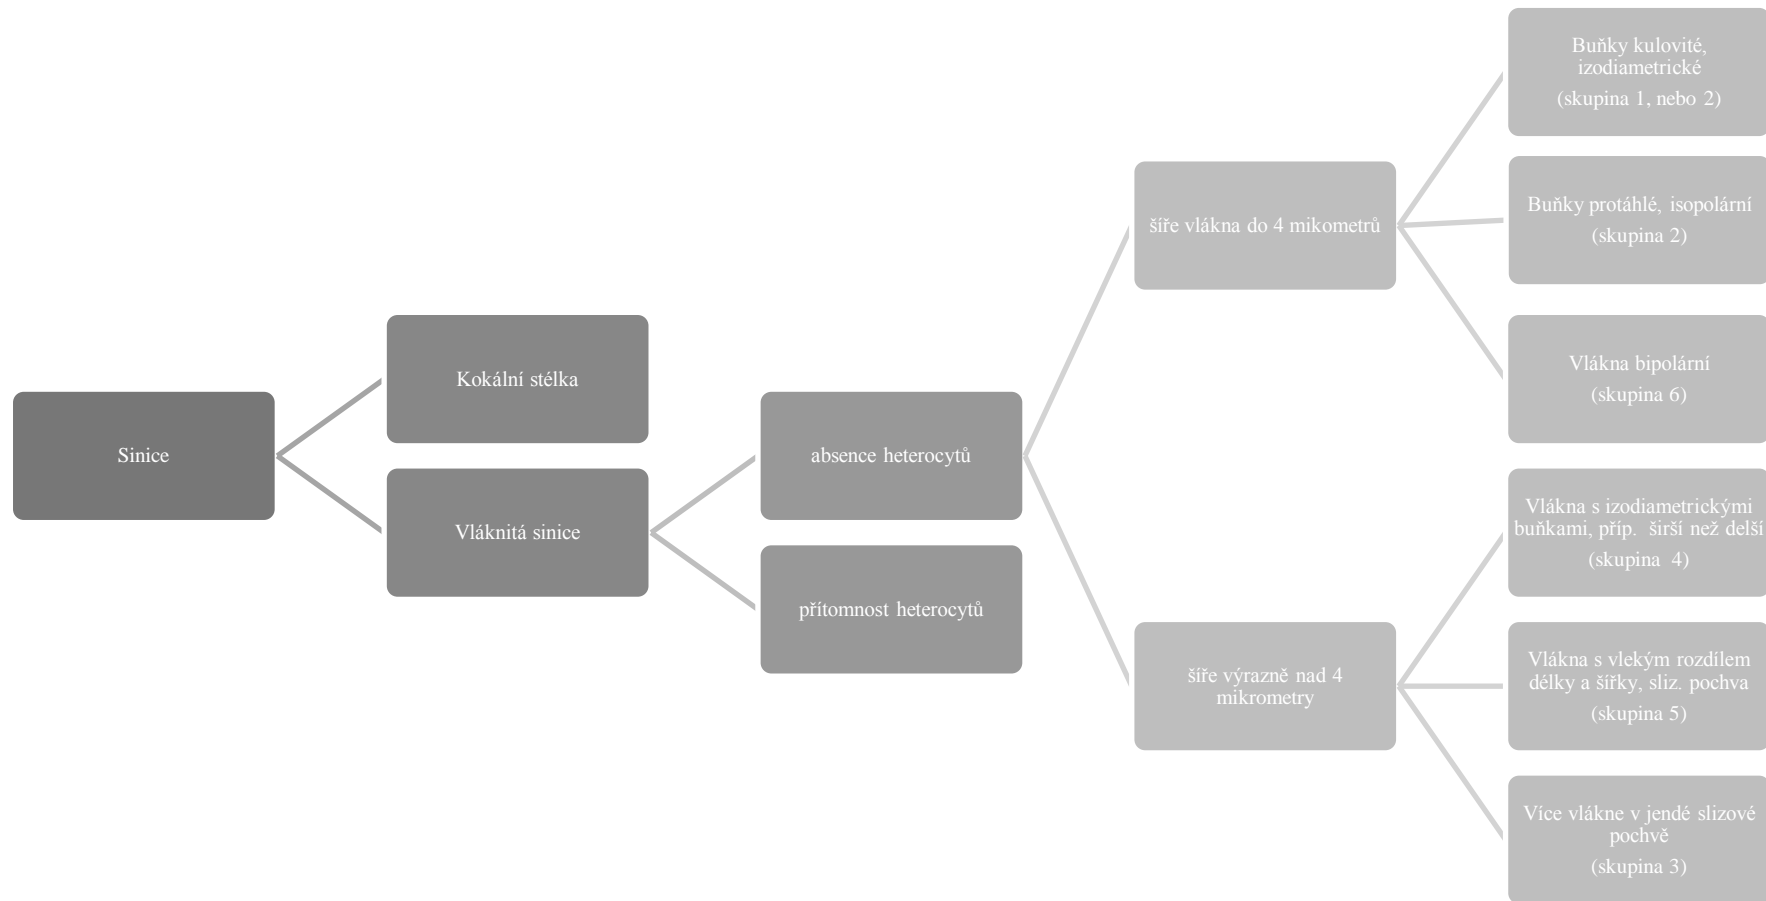 Sinice
Kokální stélka
Vláknitá sinice
absence heterocytů
přítomnost heterocytů
šíře vlákna do 4 mikometrů
šíře výrazně nad 4
mikrometry
Buňky kulovité,
izodiametrické
(skupina 1, nebo 2)
Buňky protáhlé, isopolární
(skupina 2)
Vlákna bipolární
(skupina 6)
Vlákna s izodiametrickými
buňkami, příp. širší než delší
(skupina 4)
Vlákna s vlekým rozdílem
délky a šířky, sliz. pochva
(skupina 5)
Více vlákne v jendé slizové
pochvě
(skupina 3)